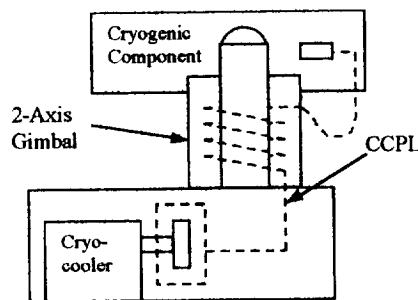 Cryogenic
Component
2-Axis
Gimbal
CCPL
Cryo-
cooler